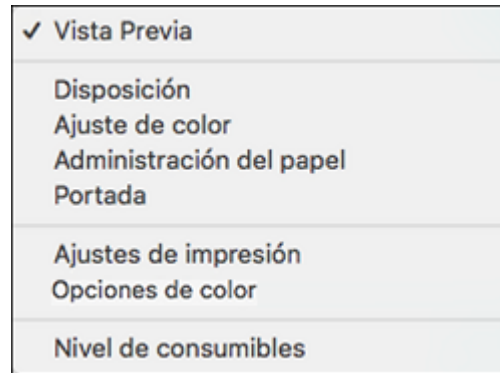 ✓ Vista Previa
Disposición
Ajuste de color
Administración del papel
Portada
Ajustes de impresión
Opciones de color
Nivel de consumibles